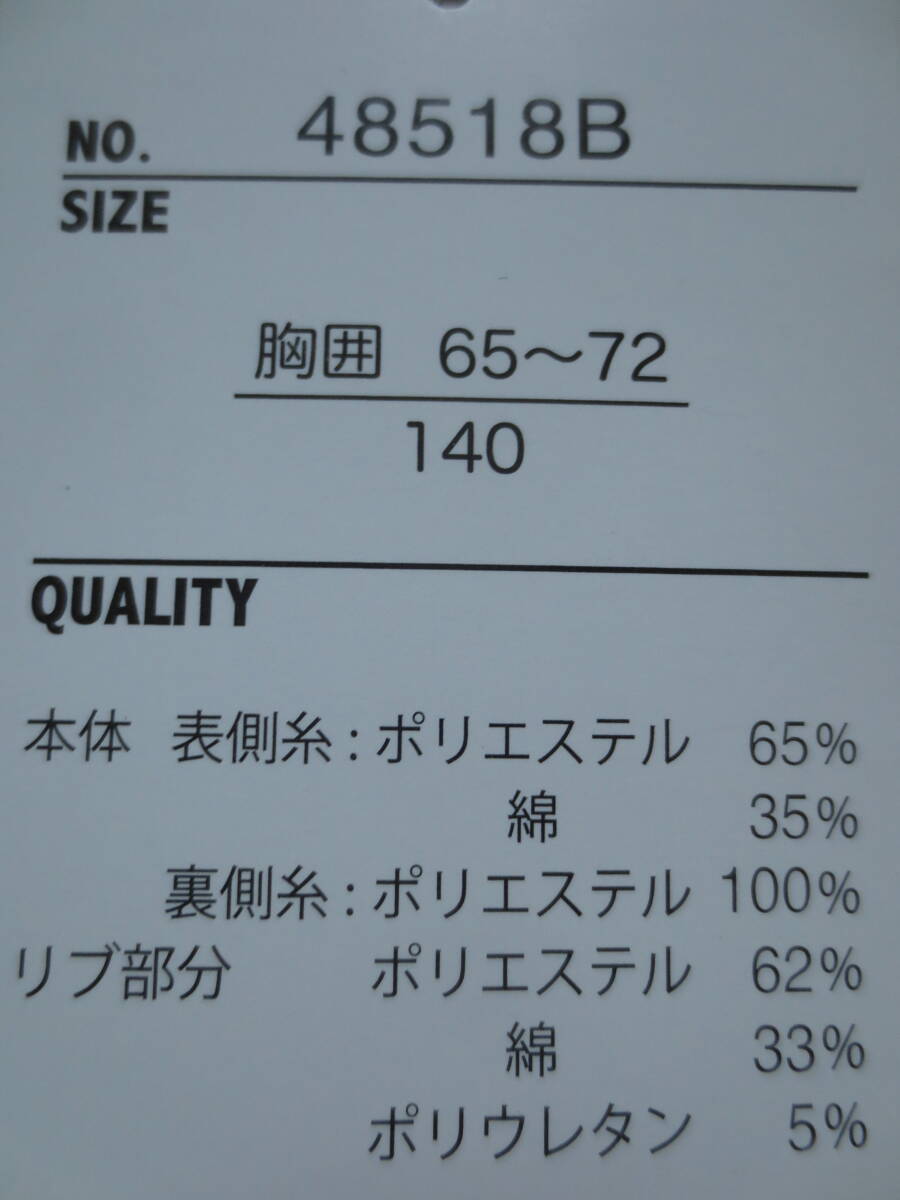 NO. 48518B
SIZE
胸囲 65～72
140
QUALITY
本体 表側糸：ポリエステル 65%
綿 35%
裏側糸：ポリエステル 100%
リブ部分 ポリエステル 62%
綿 33%
ポリウレタン 5%